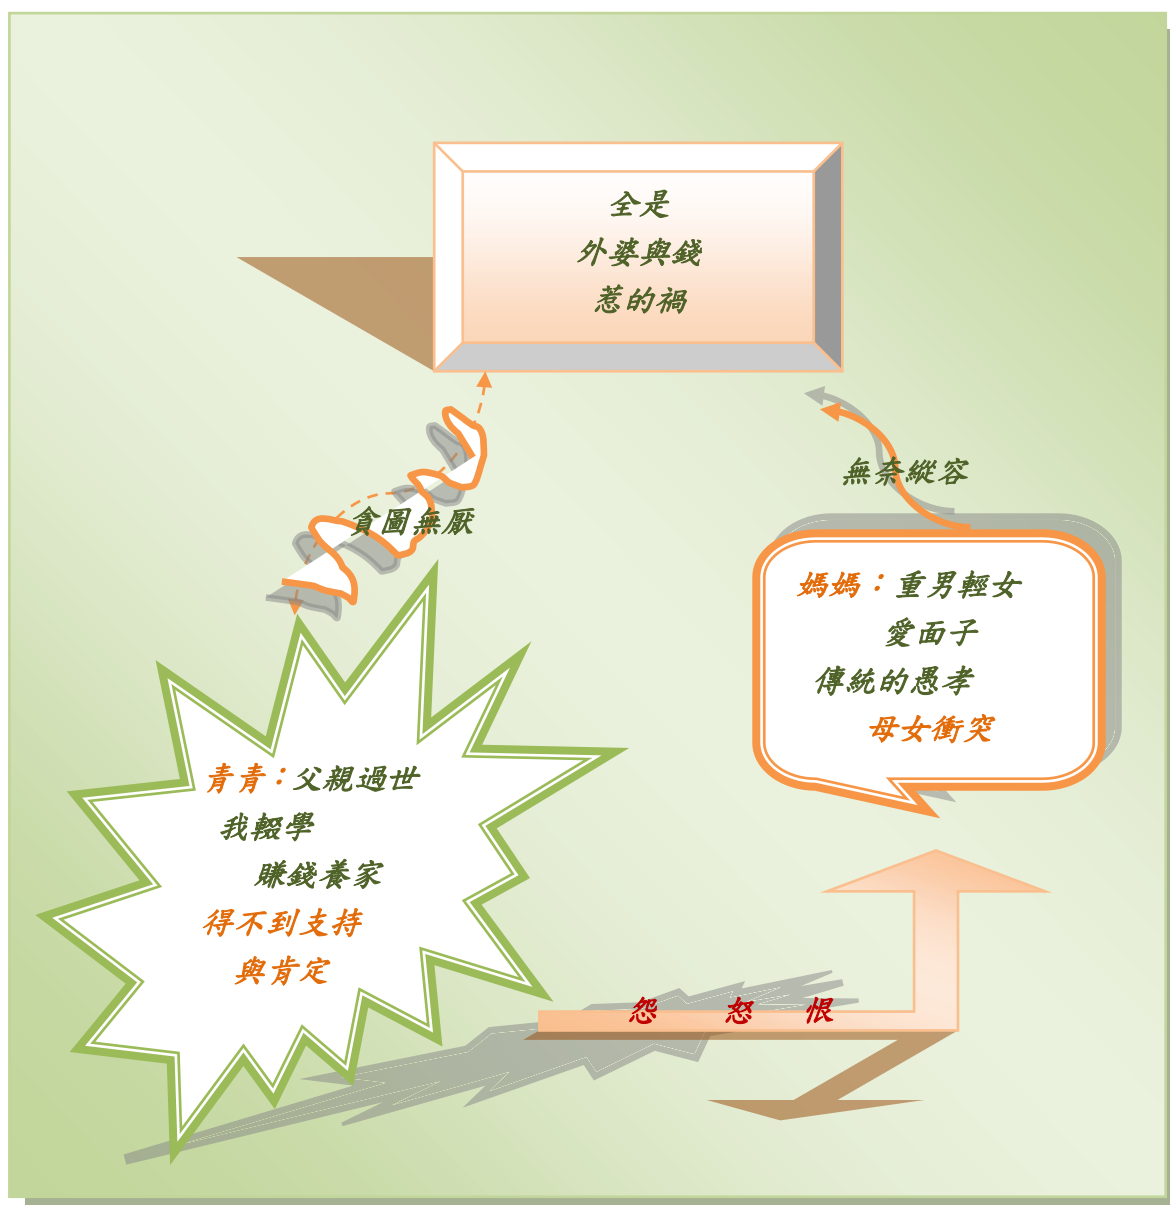 全是
外婆與錢
惹的禍
無奈縱容
貪圖無厭
媽媽：重男輕女
愛面子
傳統的愚孝
母女衝突
青青：父親過世
我輟學
賺錢養家
得不到支持
與肯定
怨 怒 恨